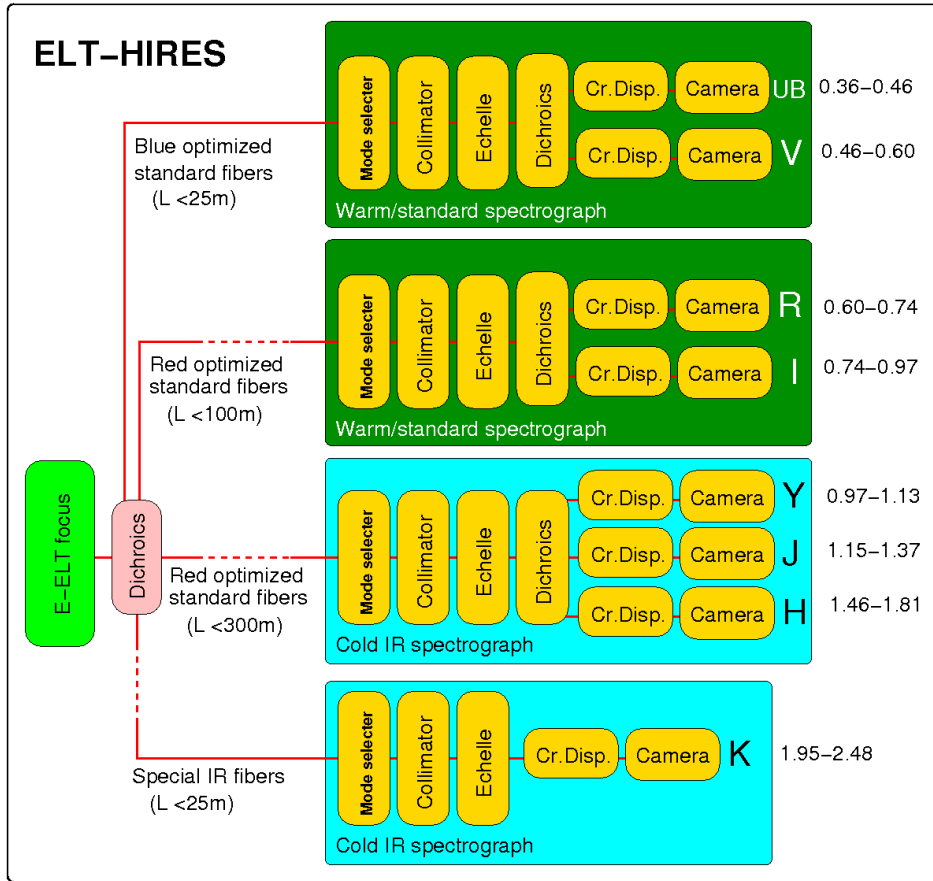 ELT–HIRES
Blue optimized
standard fibers
(L <25m)
Mode selecter
Collimator
Echelle
Dichroics
Cr.Disp.
Camera
UB
0.36–0.46
Cr.Disp.
Camera
V
0.46–0.60
Warm/standard spectrograph
Red optimized
standard fibers
(L <100m)
Mode selecter
Collimator
Echelle
Dichroics
Cr.Disp.
Camera
R
0.60–0.74
Cr.Disp.
Camera
I
0.74–0.97
Warm/standard spectrograph
E–ELT focus
Dichroics
Red optimized
standard fibers
(L <300m)
Mode selecter
Collimator
Echelle
Dichroics
Cr.Disp.
Camera
Y
0.97–1.13
Cr.Disp.
Camera
J
1.15–1.37
Cr.Disp.
Camera
H
1.46–1.81
Cold IR spectrograph
Special IR fibers
(L <25m)
Mode selecter
Collimator
Echelle
Cr.Disp.
Camera
K
1.95–2.48
Cold IR spectrograph